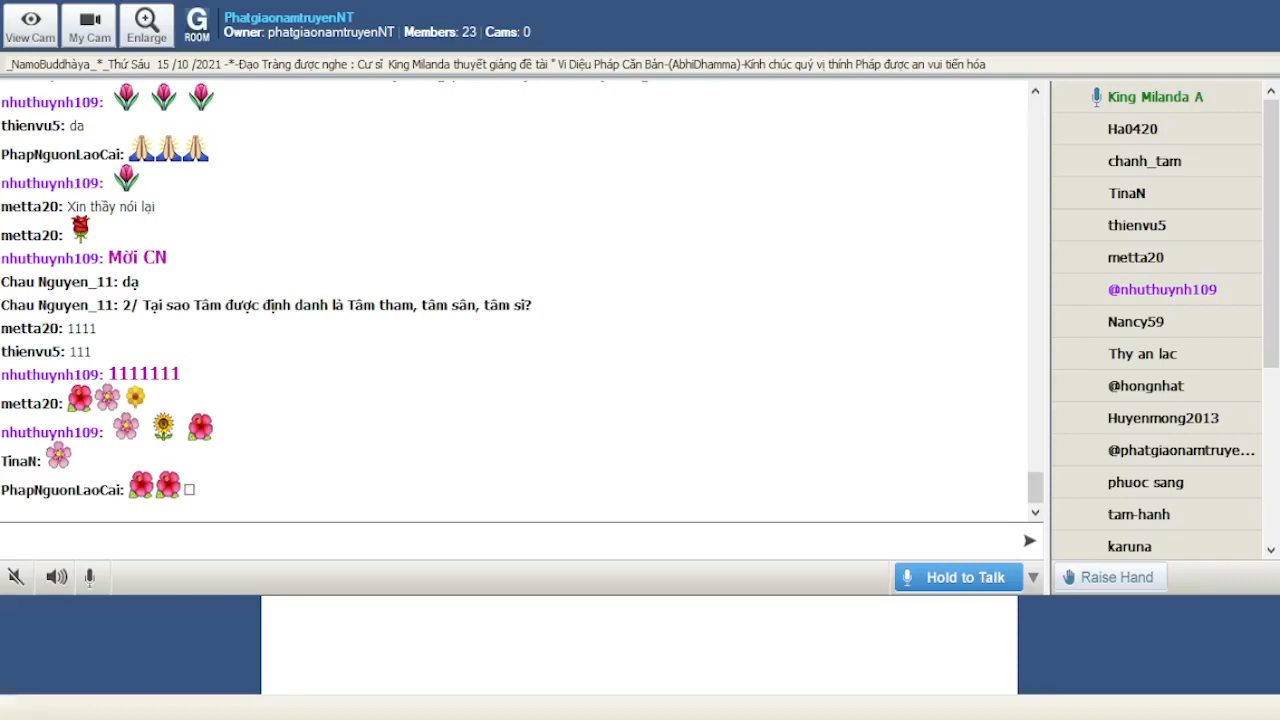 View Cam
My Cam
Enlarge
G
ROOM
PhatgiaonamtruyenNT
Owner: phatgiaonamtruyenNT | Members: 23 | Cams: 0
_NamoBuddhàya_*_Thứ Sáu 15 /10 /2021 -*-Đạo Tràng được nghe : Cư sĩ King Milanda thuyết giảng đề tài " Vi Diệu Pháp Căn Bản-(AbhiDhamma)-Kính chúc quý vị thính Pháp được an vui tiến hóa
nhuthuynh109:
thienvu5: da
PhapNguonLaoCai:
nhuthuynh109:
metta20: Xin thầy nói lại
metta20:
nhuthuynh109: Mời CN
Chau Nguyen_11: dạ
Chau Nguyen_11: 2/ Tại sao Tâm được định danh là Tâm tham, tâm sân, tâm si?
metta20: 1111
thienvu5: 111
nhuthuynh109: 1111111
metta20:
nhuthuynh109:
TinaN:
PhapNguonLaoCai:
King Milanda A
Ha0420
chanh_tam
TinaN
thienvu5
metta20
@nhuthuynh109
Nancy59
Thy an lac
@hongnhat
Huyenmong2013
@phatgiaonamtruye...
phuoc sang
tam-hanh
karuna
Hold to Talk
Raise Hand